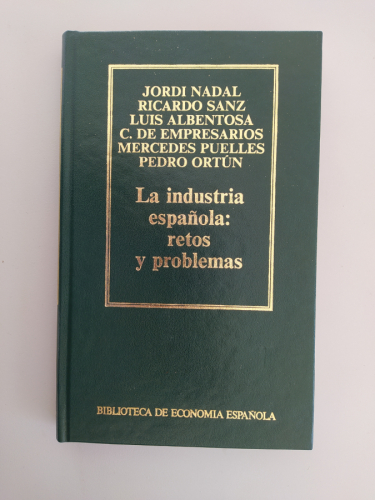 JORDI NADAL
RICARDO SANZ
LUIS ALBENTOSA
C. DE EMPRESARIOS
MERCEDES PUELLES
PEDRO ORTÚN
La industria
española:
retos
y problemas
BIBLIOTECA DE ECONOMIA ESPAÑOLA